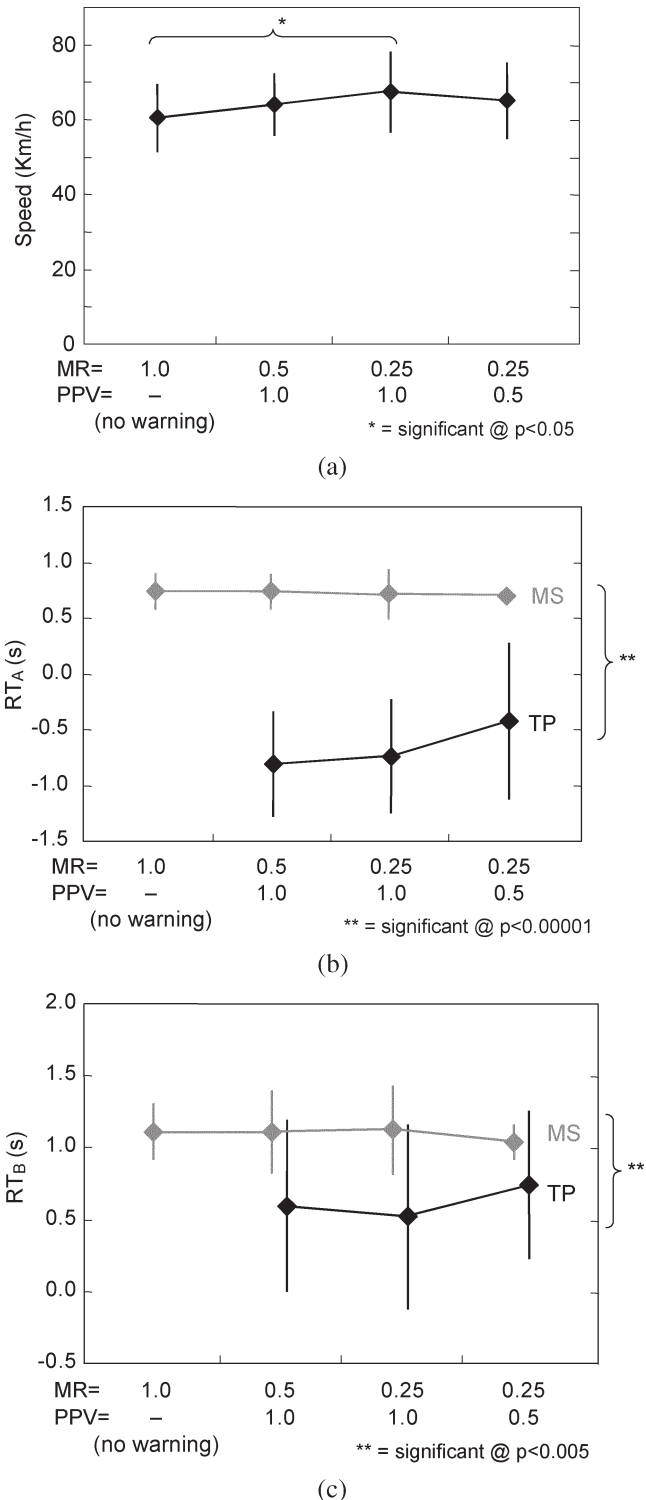 *
80
60
40
20
0
Speed (Km/h)
MR= 1.0 0.5 0.25 0.25
PPV= – 1.0 1.0 0.5
(no warning)
* = significant @ p<0.05
(a)
1.5
1.0
0.5
0.0
-0.5
-1.0
-1.5
RTA (s)
MS
TP
**
MR= 1.0 0.5 0.25 0.25
PPV= – 1.0 1.0 0.5
(no warning)
** = significant @ p<0.00001
(b)
2.0
1.5
1.0
0.5
0.0
-0.5
RTB (s)
MS
TP
**
MR= 1.0 0.5 0.25 0.25
PPV= – 1.0 1.0 0.5
(no warning)
** = significant @ p<0.005
(c)